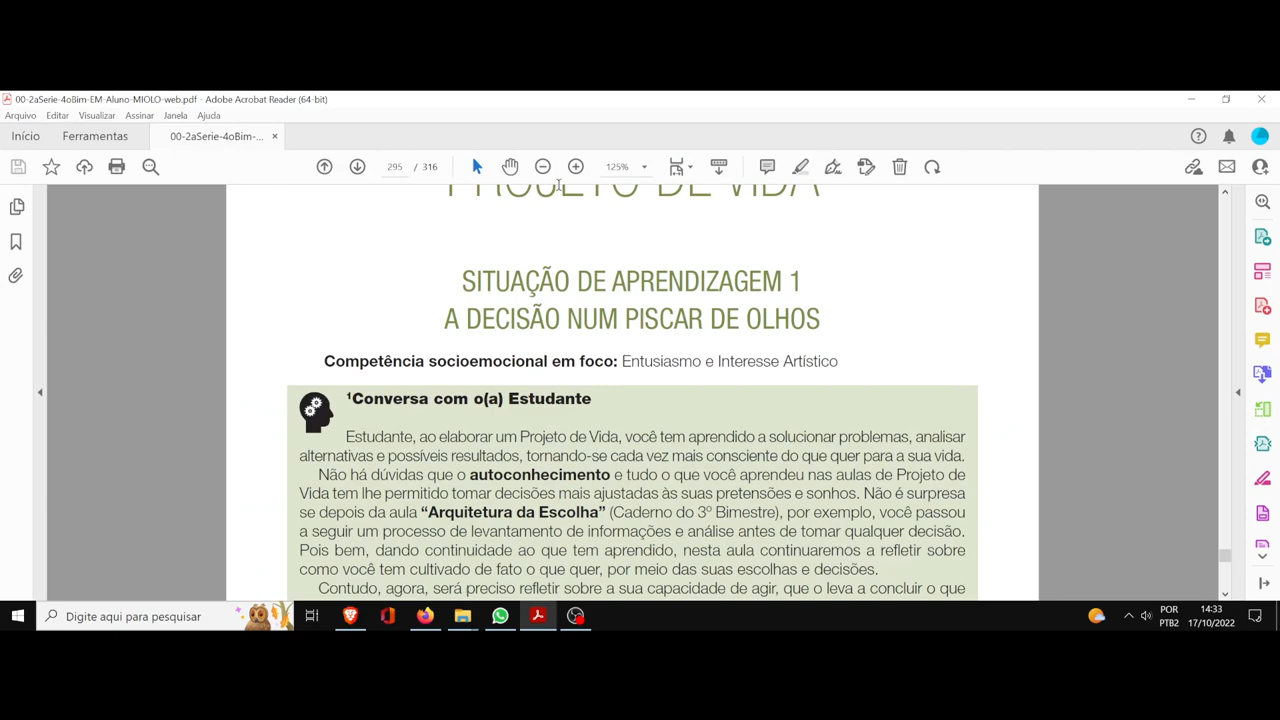 00-2aSerie-4oBim-EM-Aluno-MIOLO-web.pdf - Adobe Acrobat Reader (64-bit)
Arquivo Editar Visualizar Assinar Janela Ajuda
Início Ferramentas 00-2aSerie-4oBim-...
295 / 316 125%
PROJETO DE VIDA
SITUAÇÃO DE APRENDIZAGEM 1
A DECISÃO NUM PISCAR DE OLHOS
Competência socioemocional em foco: Entusiasmo e Interesse Artístico
¹Conversa com o(a) Estudante
Estudante, ao elaborar um Projeto de Vida, você tem aprendido a solucionar problemas, analisar
alternativas e possíveis resultados, tornando-se cada vez mais consciente do que quer para a sua vida.
Não há dúvidas que o autoconhecimento e tudo o que você aprendeu nas aulas de Projeto de
Vida tem lhe permitido tomar decisões mais ajustadas às suas pretensões e sonhos. Não é surpresa
se depois da aula “Arquitetura da Escolha” (Caderno do 3º Bimestre), por exemplo, você passou
a seguir um processo de levantamento de informações e análise antes de tomar qualquer decisão.
Pois bem, dando continuidade ao que tem aprendido, nesta aula continuaremos a refletir sobre
como você tem cultivado de fato o que quer, por meio das suas escolhas e decisões.
Contudo, agora, será preciso refletir sobre a sua capacidade de agir, que o leva a concluir o que
Digite aqui para pesquisar
POR
PTB2
14:33
17/10/2022